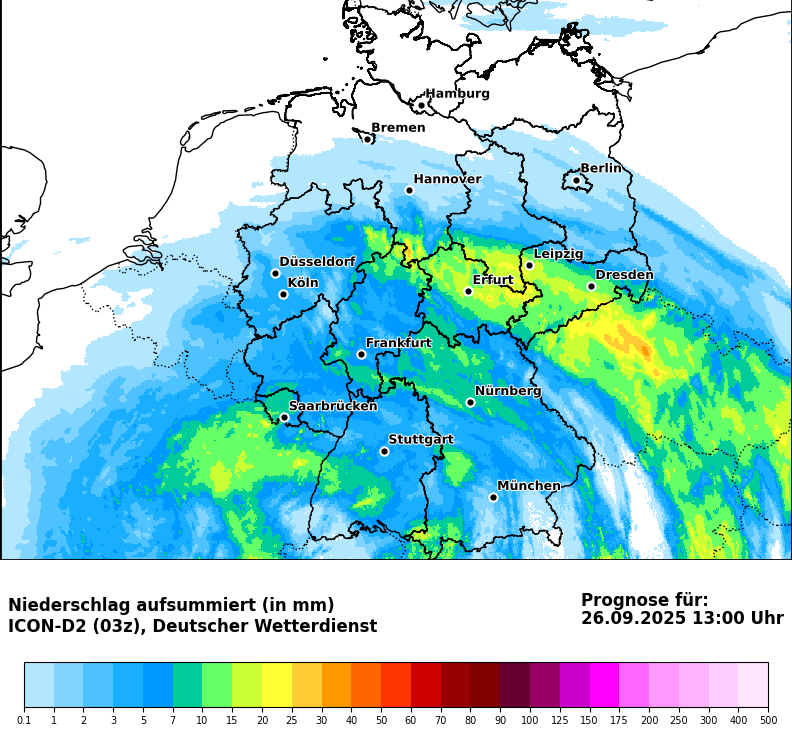 Hamburg
Bremen
Berlin
Hannover
Leipzig
Düsseldorf
Dresden
Köln
Erfurt
Frankfurt
Nürnberg
Saarbrücken
Stuttgart
München
Niederschlag aufsummiert (in mm)
ICON-D2 (03z), Deutscher Wetterdienst
Prognose für:
26.09.2025 13:00 Uhr
0.1 1 2 3 5 7 10 15 20 25 30 40 50 60 70 80 90 100 125 150 175 200 250 300 400 500